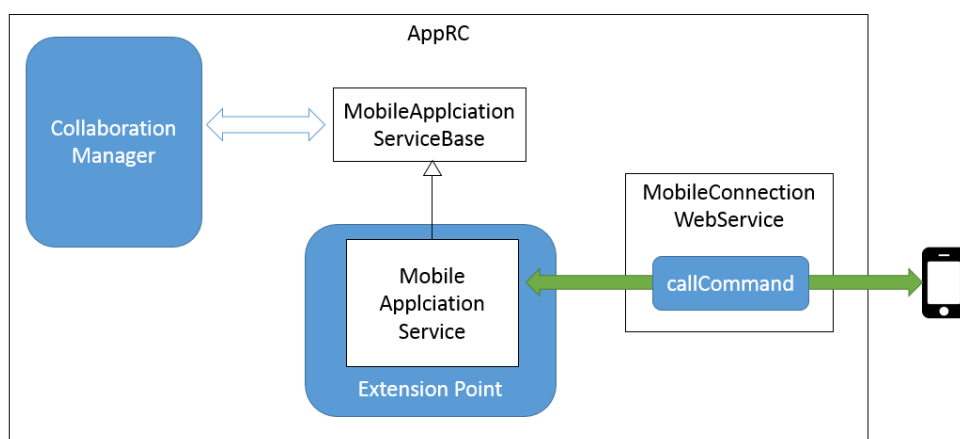 AppRC
Collaboration
Manager
MobileApplciation
ServiceBase
MobileConnection
WebService
callCommand
Mobile
Applciation
Service
Extension Point